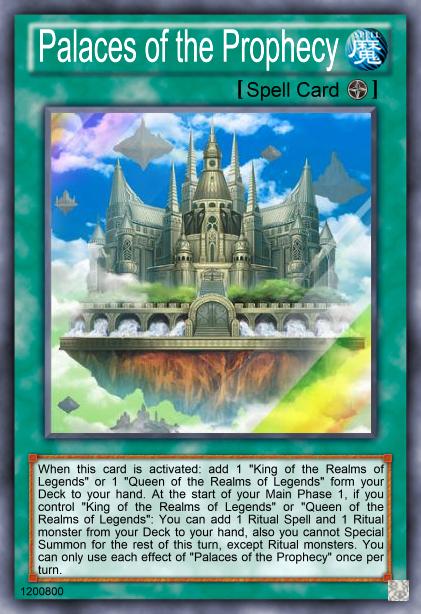 Palaces of the Prophecy
SPELL
魔
[ Spell Card ]
When this card is activated: add 1 "King of the Realms of
Legends" or 1 "Queen of the Realms of Legends" form your
Deck to your hand. At the start of your Main Phase 1, if you
control "King of the Realms of Legends" or "Queen of the
Realms of Legends": You can add 1 Ritual Spell and 1 Ritual
monster from your Deck to your hand, also you cannot Special
Summon for the rest of this turn, except Ritual monsters. You
can only use each effect of "Palaces of the Prophecy" once per
turn.
1200800